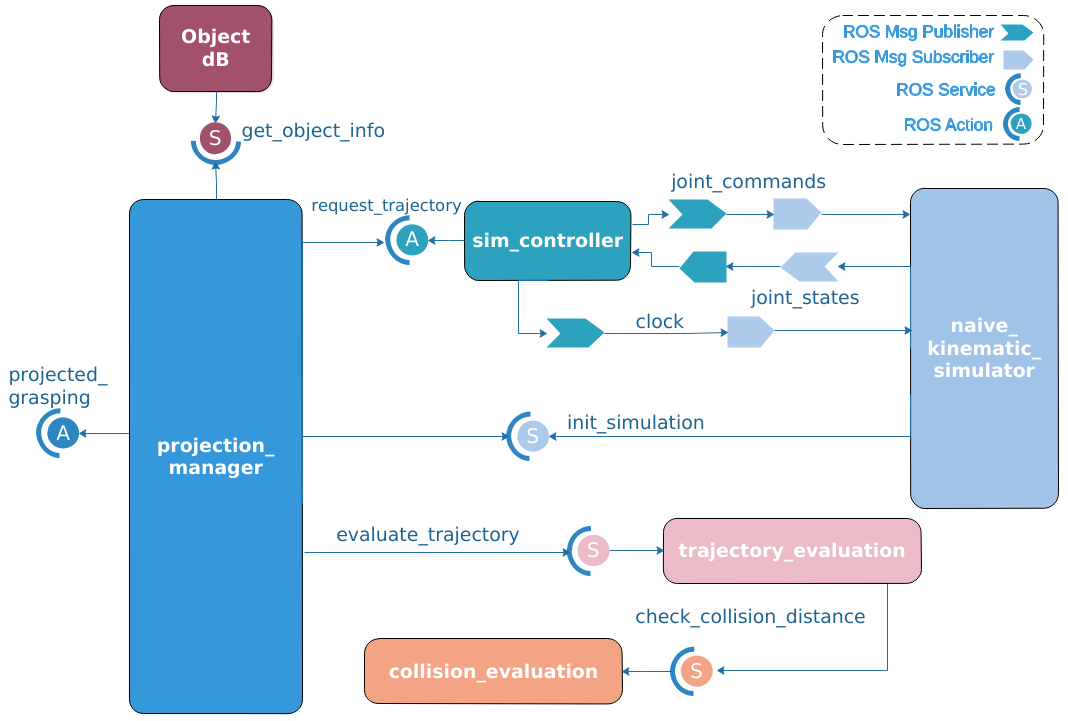 Object
dB
ROS Msg Publisher
ROS Msg Subscriber
ROS Service
S
ROS Action
A
S
get_object_info
joint_commands
request_trajectory
A
sim_controller
joint_states
clock
naive_
kinematic_
simulator
projected_
grasping
A
init_simulation
S
projection_
manager
evaluate_trajectory
S
trajectory_evaluation
check_collision_distance
collision_evaluation
S